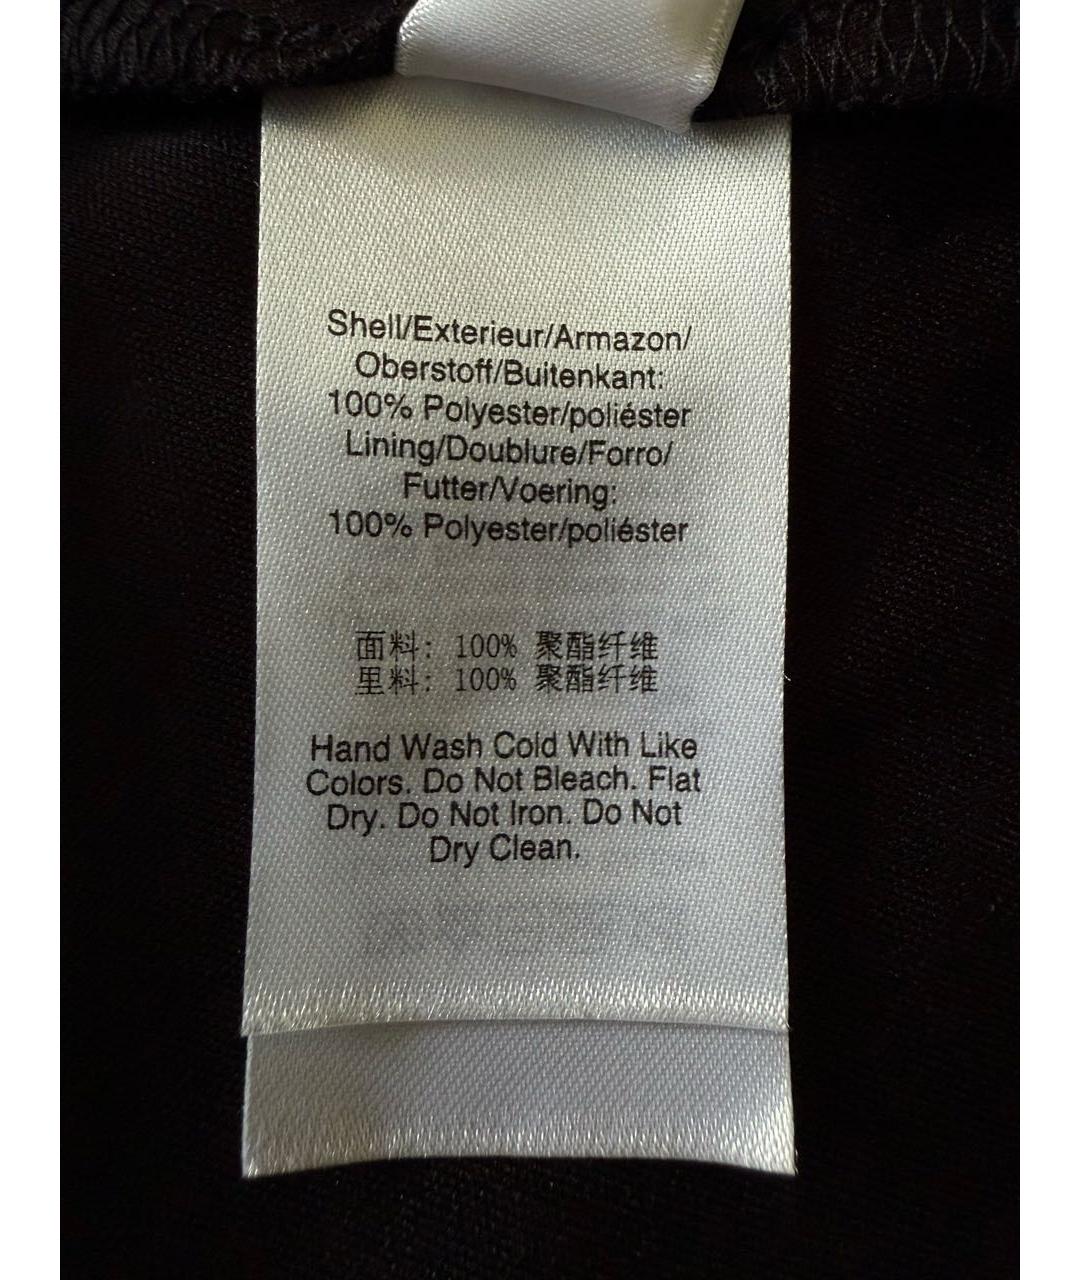 Shell/Exterieur/Armazon/
Oberstoff/Buitenkant:
100% Polyester/poliéster
Lining/Doublure/Forro/
Futter/Voering:
100% Polyester/poliéster
面料: 100% 聚酯纤维
里料: 100% 聚酯纤维
Hand Wash Cold With Like
Colors. Do Not Bleach. Flat
Dry. Do Not Iron. Do Not
Dry Clean.